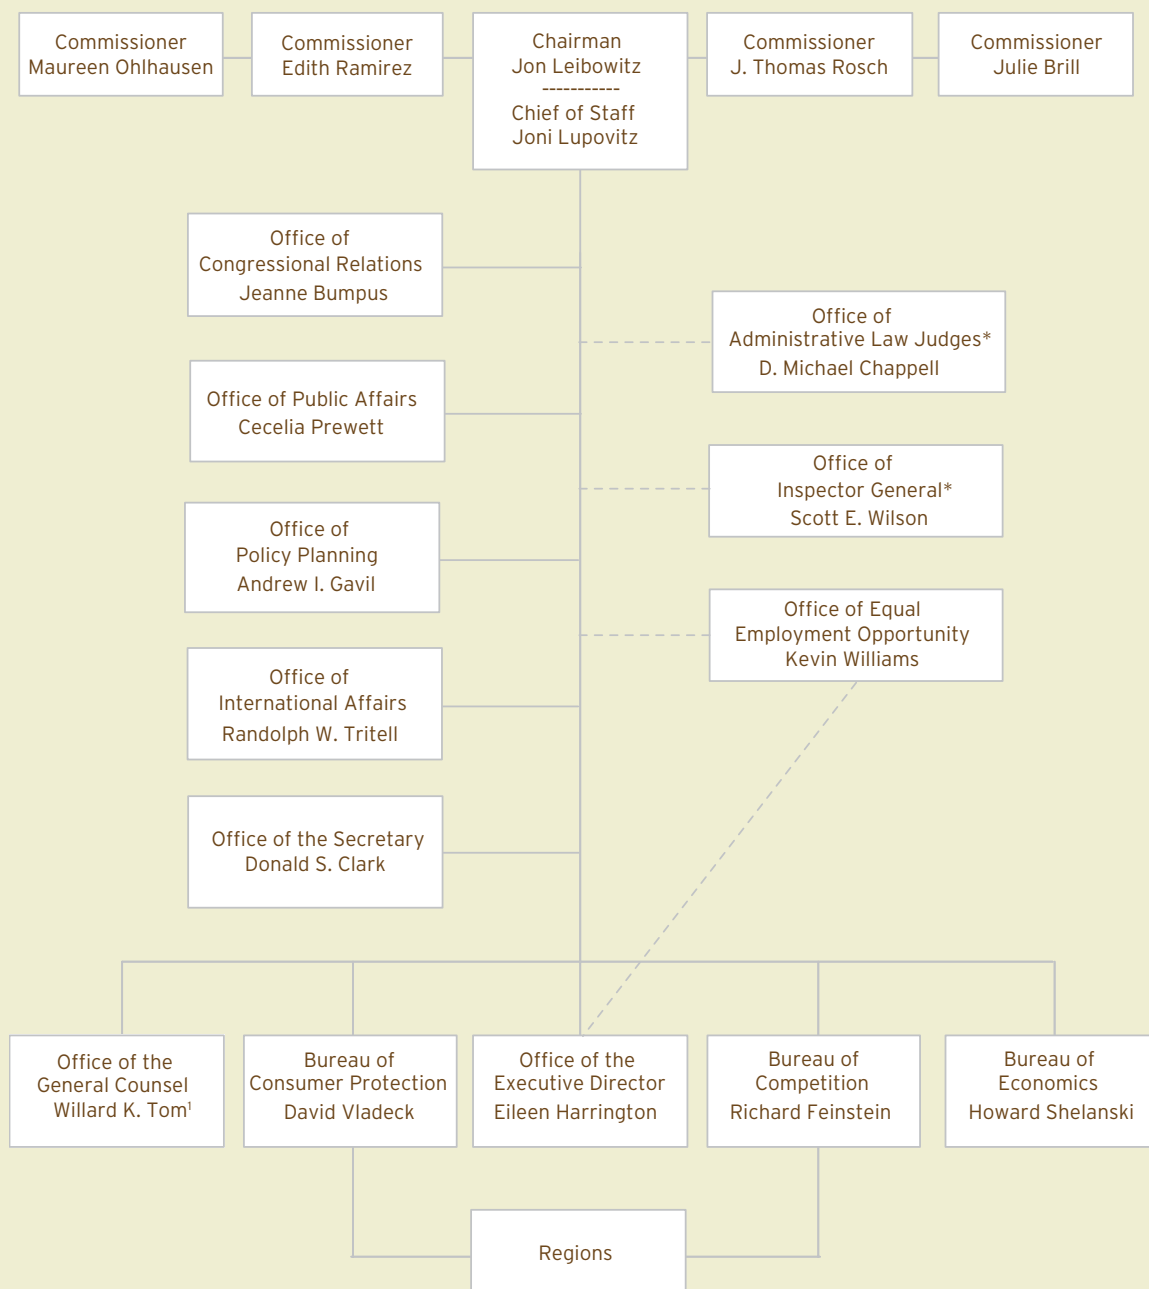 Commissioner
Maureen Ohlhausen
Commissioner
Edith Ramirez
Chairman
Jon Leibowitz
-----------
Chief of Staff
Joni Lupovitz
Commissioner
J. Thomas Rosch
Commissioner
Julie Brill
Office of
Congressional Relations
Jeanne Bumpus
Office of
Administrative Law Judges*
D. Michael Chappell
Office of Public Affairs
Cecelia Prewett
Office of
Inspector General*
Scott E. Wilson
Office of
Policy Planning
Andrew I. Gavil
Office of Equal
Employment Opportunity
Kevin Williams
Office of
International Affairs
Randolph W. Tritell
Office of the Secretary
Donald S. Clark
Office of the
General Counsel
Willard K. Tom¹
Bureau of
Consumer Protection
David Vladeck
Office of the
Executive Director
Eileen Harrington
Bureau of
Competition
Richard Feinstein
Bureau of
Economics
Howard Shelanski
Regions